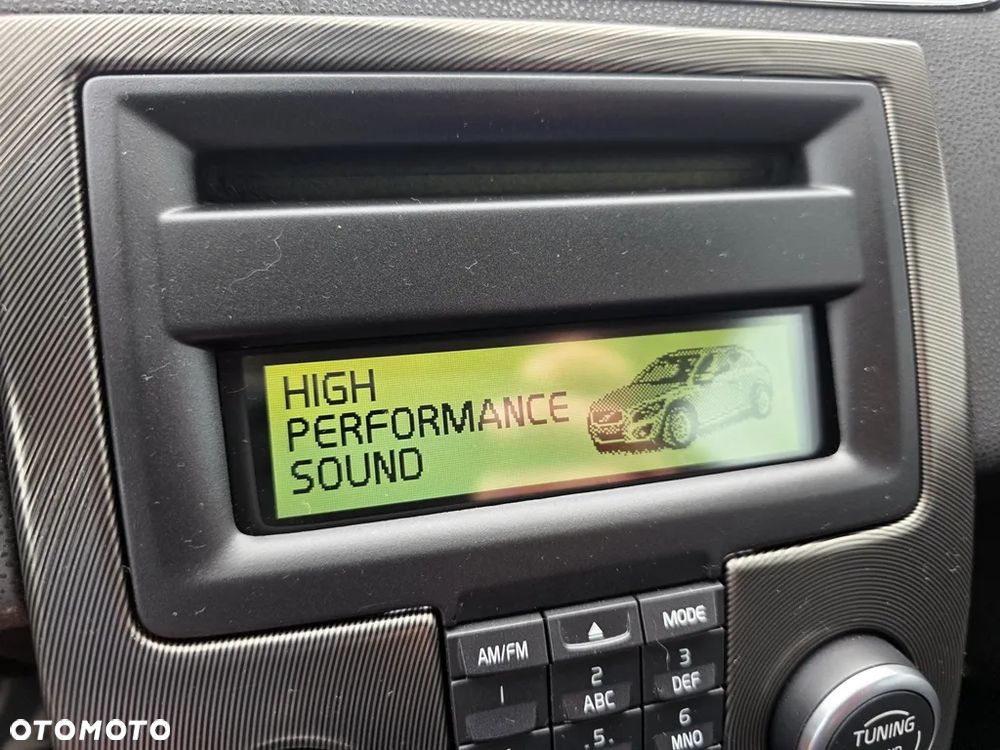 HIGH
PERFORMANCE
SOUND
AM/FM
MODE
1
2
ABC
3
DEF
.5.
6
MNO
TUNING
OTOMOTO